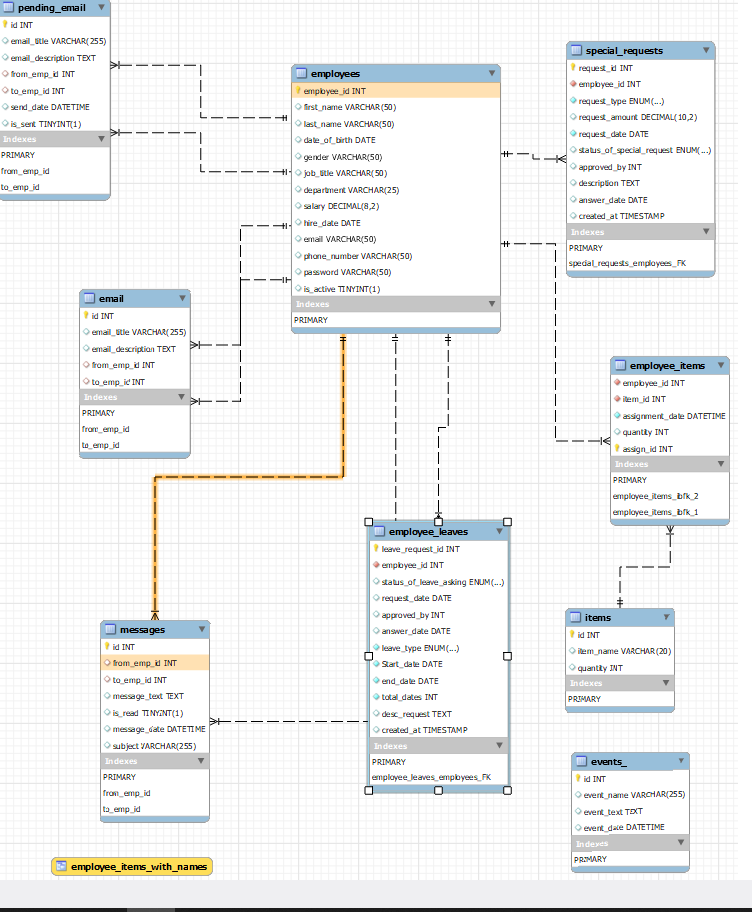 pending_email
id INT
email_title VARCHAR(255)
email_description TEXT
from_emp_id INT
to_emp_id INT
send_date DATETIME
is_sent TINYINT(1)
Indexes
PRIMARY
from_emp_id
to_emp_id
employees
employee_id INT
first_name VARCHAR(50)
last_name VARCHAR(50)
date_of_birth DATE
gender VARCHAR(50)
job_title VARCHAR(50)
department VARCHAR(25)
salary DECIMAL(8,2)
hire_date DATE
email VARCHAR(50)
phone_number VARCHAR(50)
password VARCHAR(50)
is_active TINYINT(1)
Indexes
PRIMARY
special_requests
request_id INT
employee_id INT
request_type ENUM(...)
request_amount DECIMAL(10,2)
request_date DATE
status_of_special_request ENUM(...)
approved_by INT
description TEXT
answer_date DATE
created_at TIMESTAMP
Indexes
PRIMARY
special_requests_employees_FK
email
id INT
email_title VARCHAR(255)
email_description TEXT
from_emp_id INT
to_emp_id INT
Indexes
PRIMARY
from_emp_id
to_emp_id
employee_items
employee_id INT
item_id INT
assignment_date DATETIME
quantity INT
assign_id INT
Indexes
PRIMARY
employee_items_ibfk_2
employee_items_ibfk_1
employee_leaves
leave_request_id INT
employee_id INT
status_of_leave_asking ENUM(...)
request_date DATE
approved_by INT
answer_date DATE
leave_type ENUM(...)
Start_date DATE
end_date DATE
total_dates INT
desc_request TEXT
created_at TIMESTAMP
Indexes
PRIMARY
employee_leaves_employees_FK
messages
id INT
from_emp_id INT
to_emp_id INT
message_text TEXT
is_read TINYINT(1)
message_date DATETIME
subject VARCHAR(255)
Indexes
PRIMARY
from_emp_id
to_emp_id
items
id INT
item_name VARCHAR(20)
quantity INT
Indexes
PRIMARY
events_
id INT
event_name VARCHAR(255)
event_text TEXT
event_date DATETIME
Indexes
PRIMARY
employee_items_with_names